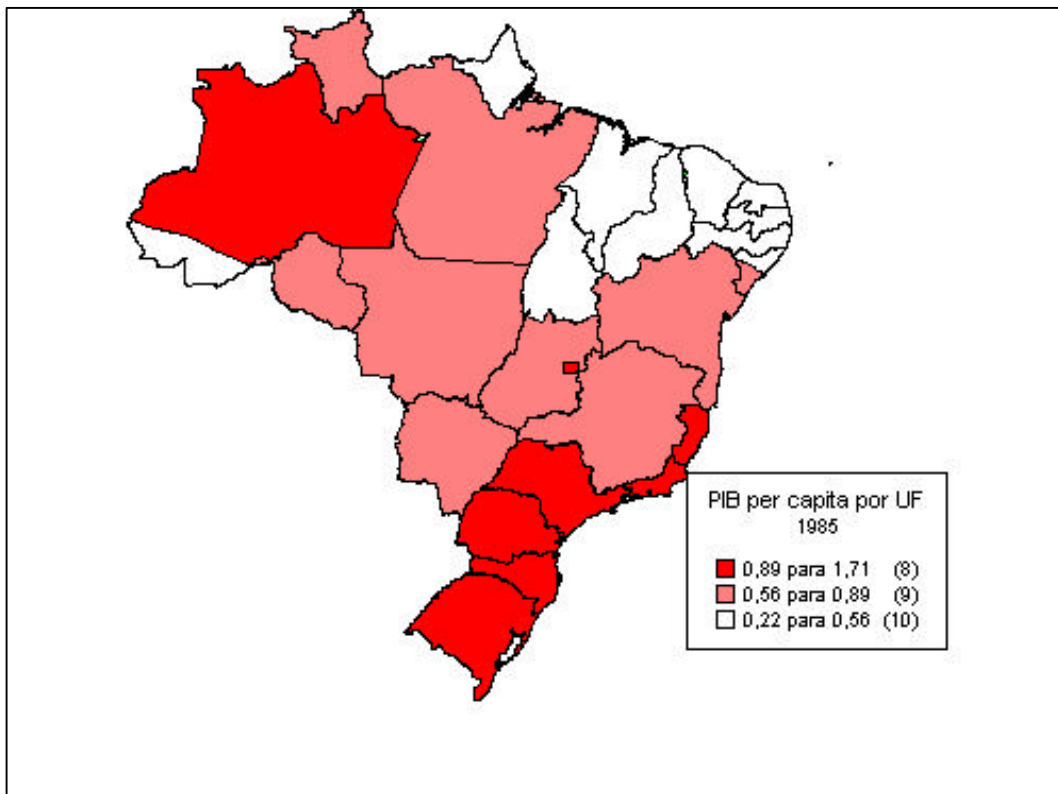 PIB per capita por UF
1985
0,89 para 1,71 (8)
0,56 para 0,89 (9)
0,22 para 0,56 (10)